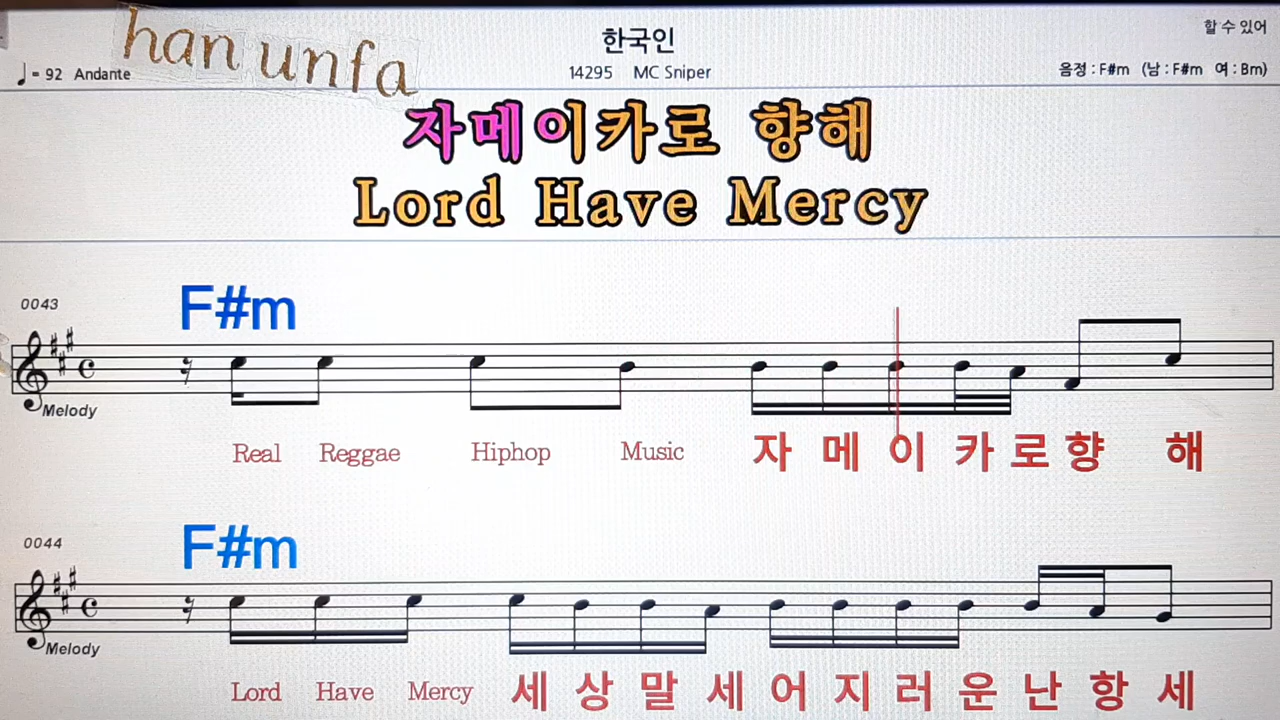 han unfa
한국인
할 수 있어
♩= 92 Andante
14295 MC Sniper
음정 : F#m (남 : F#m 여 : Bm)
자메이카로 향해
Lord Have Mercy
0043
F#m
Melody
Real Reggae Hiphop Music 자 메 이 카 로 향 해
0044
F#m
Melody
Lord Have Mercy 세 상 말 세 어 지 러 운 난 항 세